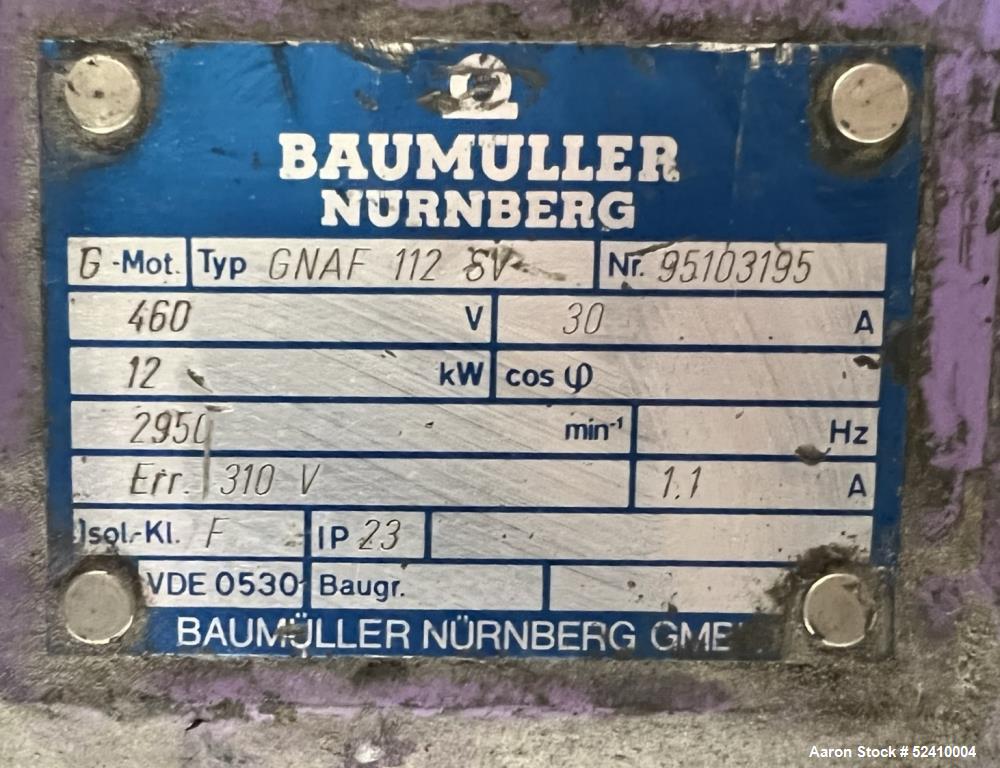 BAUMÜLLER
NÜRNBERG
G-Mot. Typ GNAF 112 SV Nr. 95103195
460 V 30 A
12 kW cos φ
2950 min⁻¹ Hz
Err. 310 V 1.1 A
Isol.-Kl. F IP 23
VDE 0530 Baugr.
BAUMÜLLER NÜRNBERG
Aaron Stock # 52410004